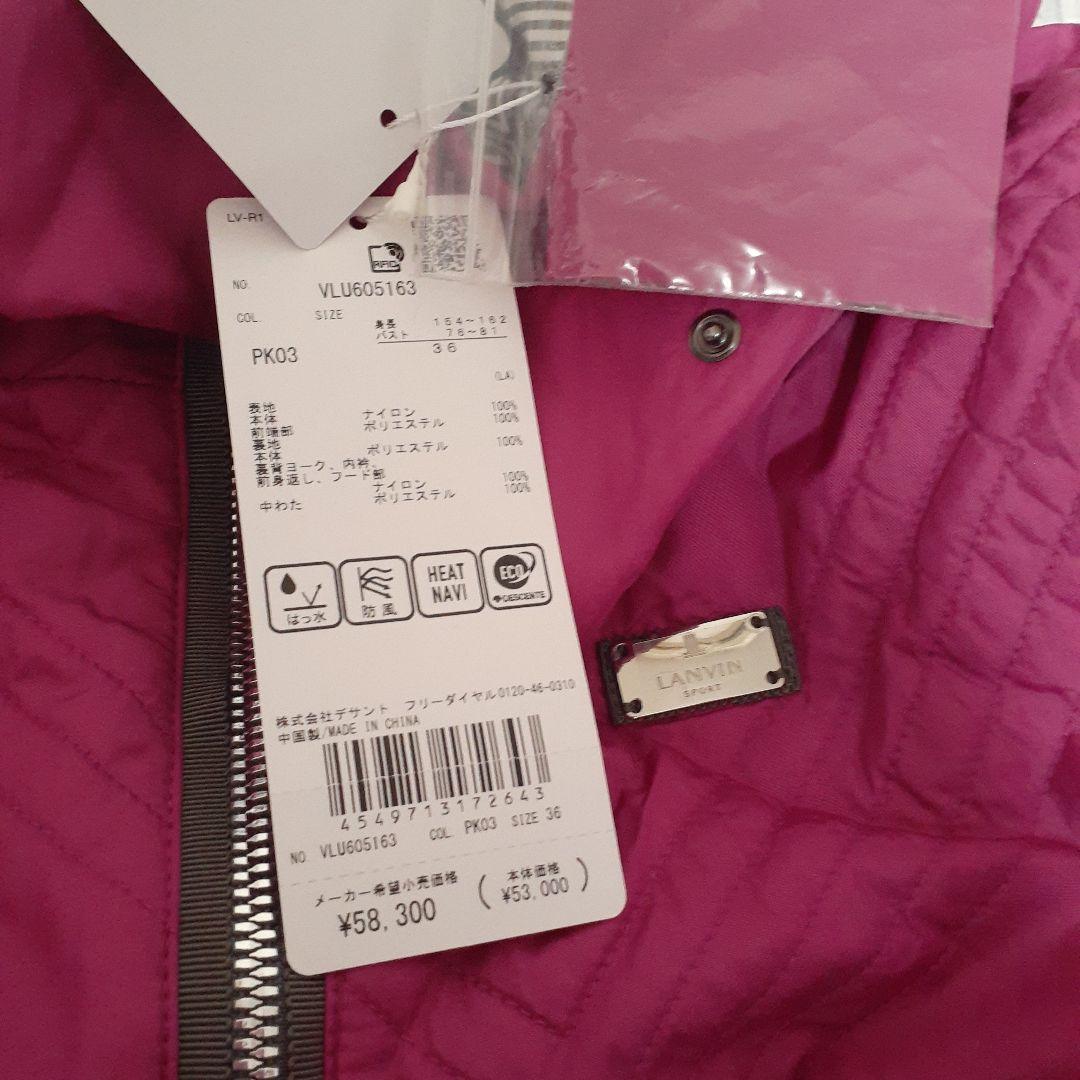 LV-R1
RFID
NO. VLU605163
COL. SIZE 身長 154～162
バスト 76～81
PK03 36
(LA)
表地
本体 ナイロン 100%
前端部 ポリエステル 100%
裏地
本体 ポリエステル 100%
裏背ヨーク、内衿、
前身返し、フード部
ナイロン 100%
中わた ポリエステル 100%
はっ水
防風
HEAT
NAVI
ECO
DESCENTE
株式会社デサント フリーダイヤル0120-46-0310
中国製/MADE IN CHINA
4549713172643
NO. VLU605163 COL. PK03 SIZE 36
メーカー希望小売価格 ( 本体価格 )
¥58,300 ¥53,000
LANVIN
SPORT